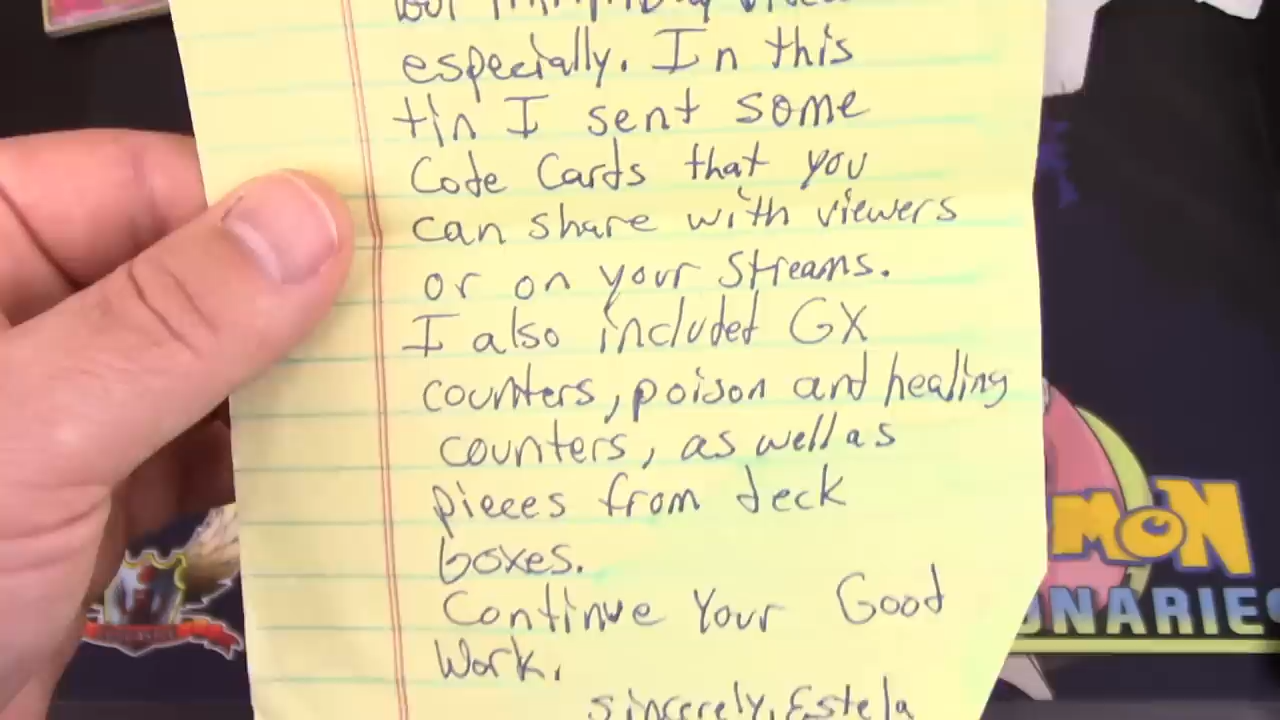 especially. In this
tin I sent some
Code Cards that you
can share with viewers
or on your Streams.
I also included GX
counters, poison and healing
counters, as well as
pieces from deck
boxes.
Continue Your Good
Work.
sincerely, Estela
MON
NARIES